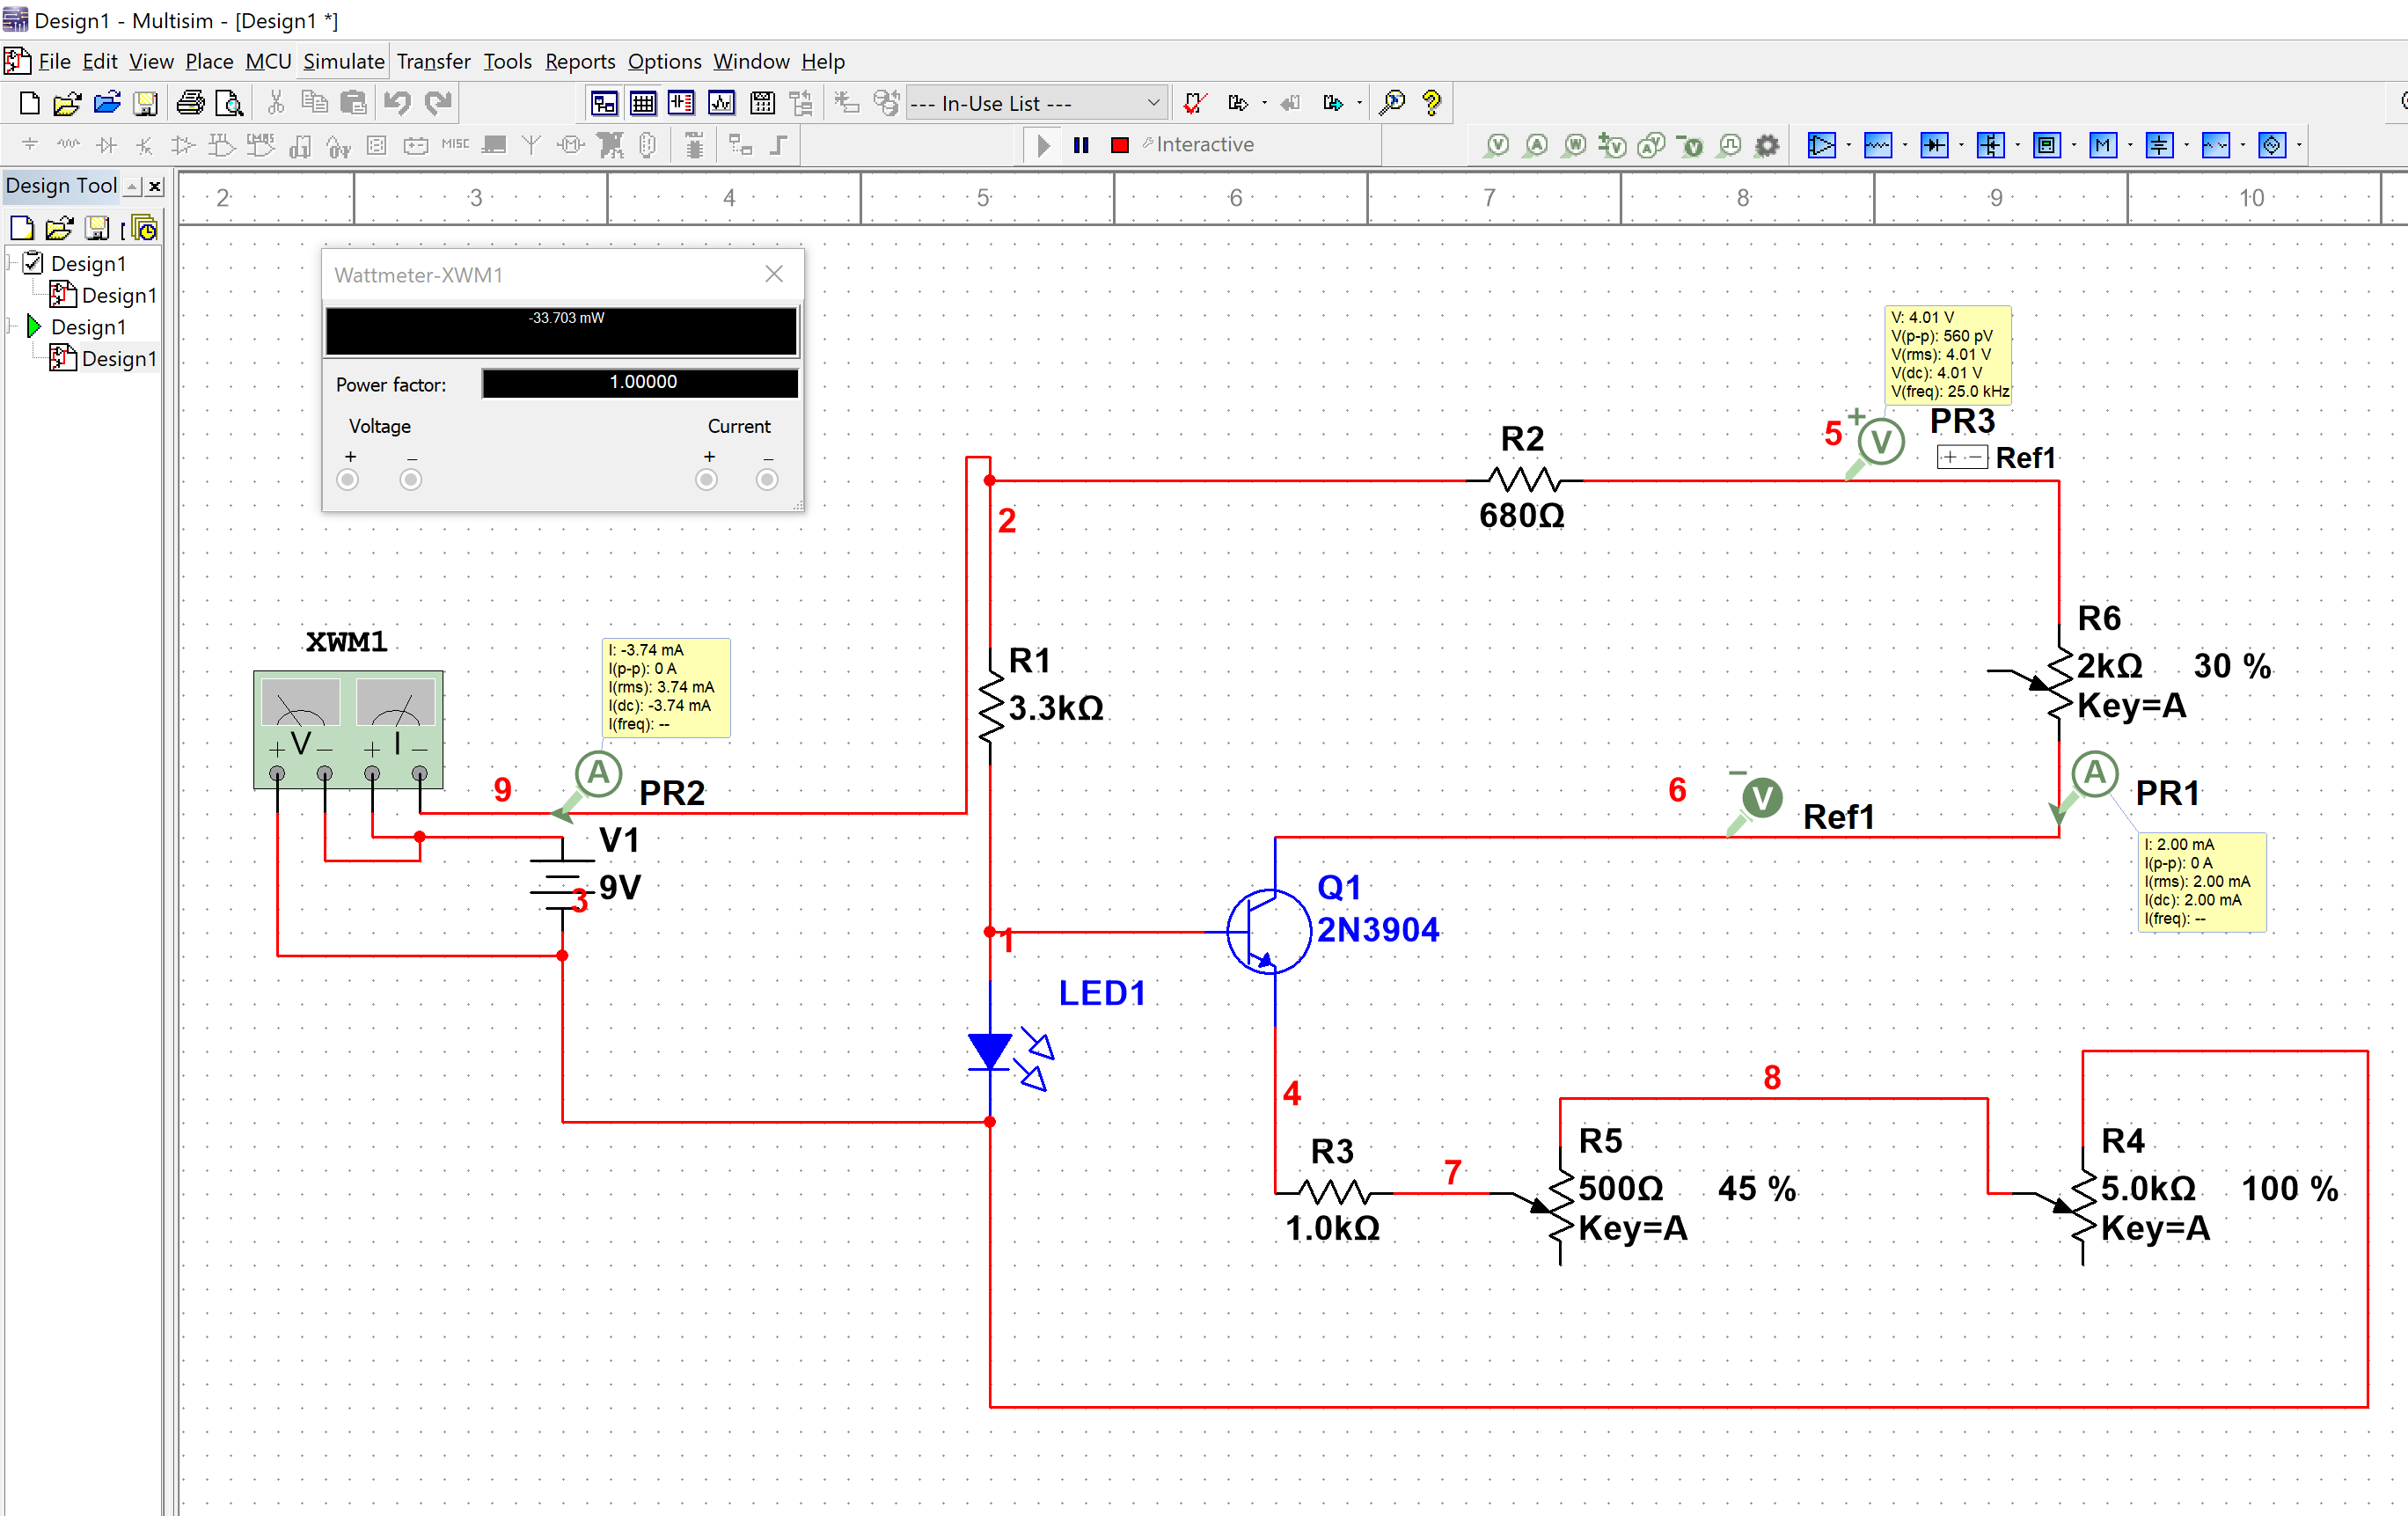 Design1 - Multisim - [Design1 *]
File Edit View Place MCU Simulate Transfer Tools Reports Options Window Help
--- In-Use List ---
MISC
Interactive
Design Tool
2 3 4 5 6 7 8 9 10
Design1
Design1
Design1
Design1
Wattmeter-XWM1
-33.703 mW
Power factor: 1.00000
Voltage Current
+ − + −
V: 4.01 V
V(p-p): 560 pV
V(rms): 4.01 V
V(dc): 4.01 V
V(freq): 25.0 kHz
5
+
V
PR3
+ −
Ref1
R2
680Ω
2
R6
2kΩ 30 %
Key=A
XWM1
+ V − + I −
I: -3.74 mA
I(p-p): 0 A
I(rms): 3.74 mA
I(dc): -3.74 mA
I(freq): --
R1
3.3kΩ
9
A
PR2
6
−
V
Ref1
A
PR1
I: 2.00 mA
I(p-p): 0 A
I(rms): 2.00 mA
I(dc): 2.00 mA
I(freq): --
V1
9V
3
Q1
2N3904
1
LED1
4
8
R3
1.0kΩ
7
R5
500Ω 45 %
Key=A
R4
5.0kΩ 100 %
Key=A